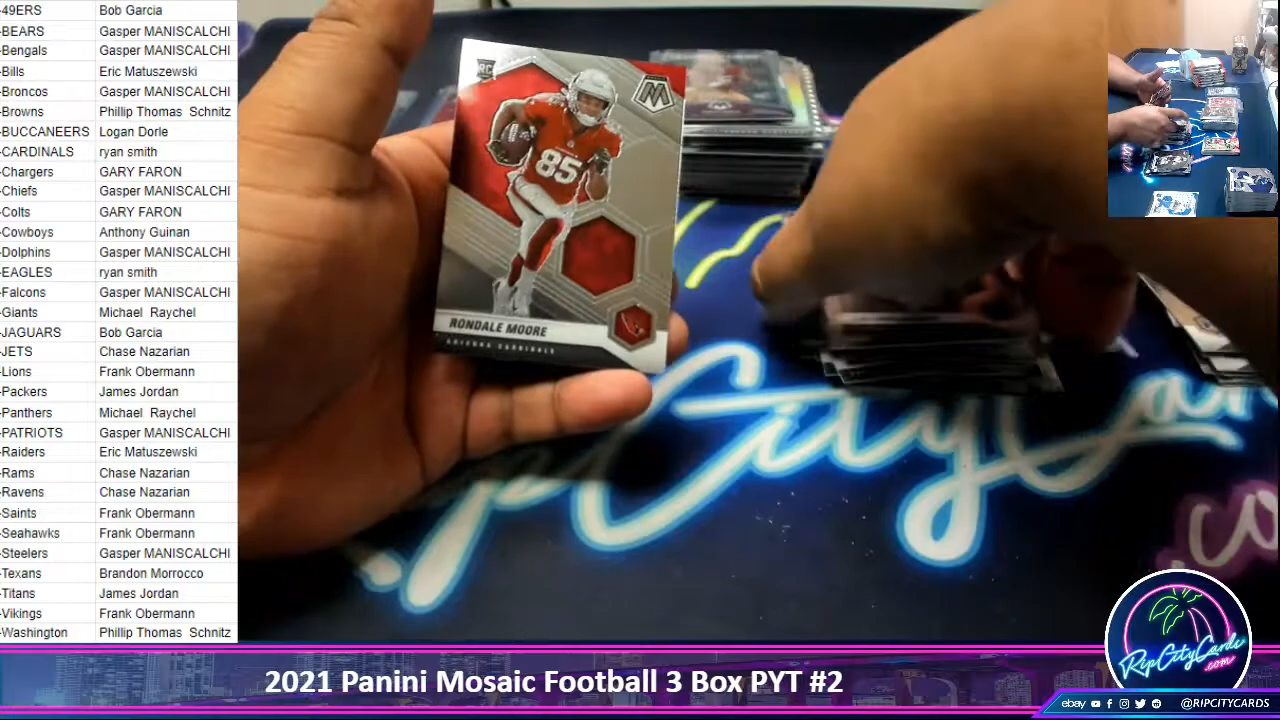 -49ERS Bob Garcia
-BEARS Gasper MANISCALCHI
-Bengals Gasper MANISCALCHI
-Bills Eric Matuszewski
-Broncos Gasper MANISCALCHI
-Browns Phillip Thomas Schnitz
-BUCCANEERS Logan Dorle
-CARDINALS ryan smith
-Chargers GARY FARON
-Chiefs Gasper MANISCALCHI
-Colts GARY FARON
-Cowboys Anthony Guinan
-Dolphins Gasper MANISCALCHI
-EAGLES ryan smith
-Falcons Gasper MANISCALCHI
-Giants Michael Raychel
-JAGUARS Bob Garcia
-JETS Chase Nazarian
-Lions Frank Obermann
-Packers James Jordan
-Panthers Michael Raychel
-PATRIOTS Gasper MANISCALCHI
-Raiders Eric Matuszewski
-Rams Chase Nazarian
-Ravens Chase Nazarian
-Saints Frank Obermann
-Seahawks Frank Obermann
-Steelers Gasper MANISCALCHI
-Texans Brandon Morrocco
-Titans James Jordan
-Vikings Frank Obermann
-Washington Phillip Thomas Schnitz
RC
M
85
RONDALE MOORE
ARIZONA CARDINALS
RipCityCards
.com
2021 Panini Mosaic Football 3 Box PYT #2
ebay @RIPCITYCARDS